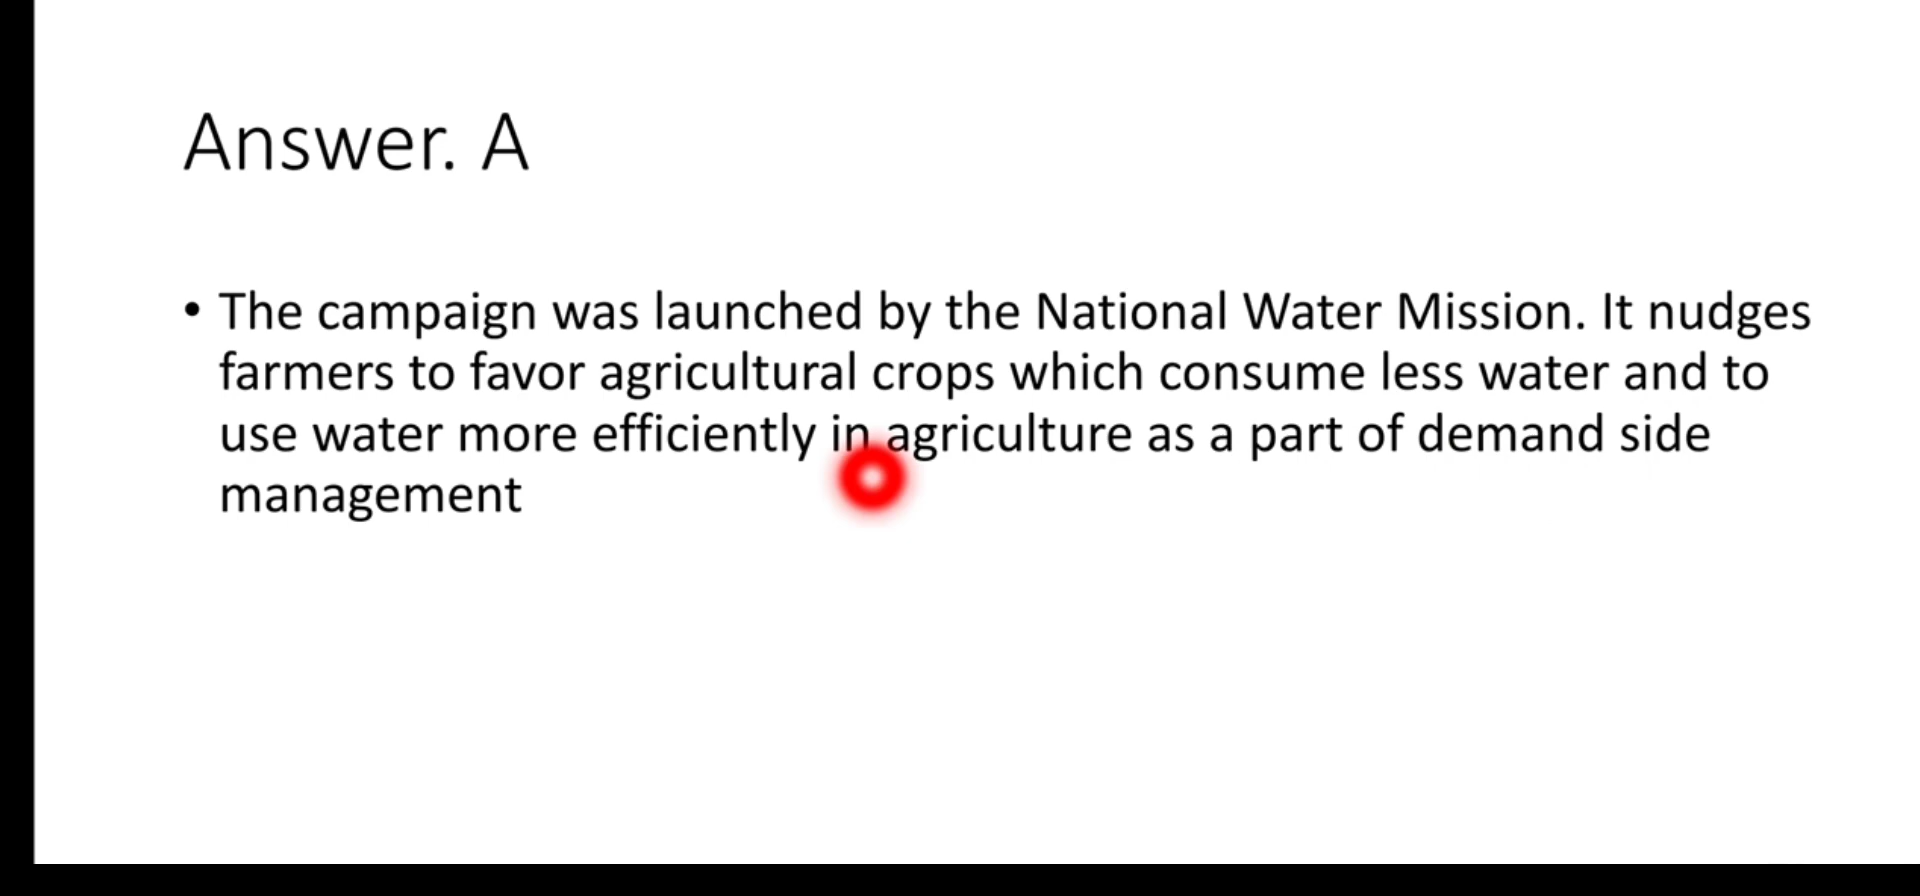 Answer. A
• The campaign was launched by the National Water Mission. It nudges
farmers to favor agricultural crops which consume less water and to
use water more efficiently in agriculture as a part of demand side
management